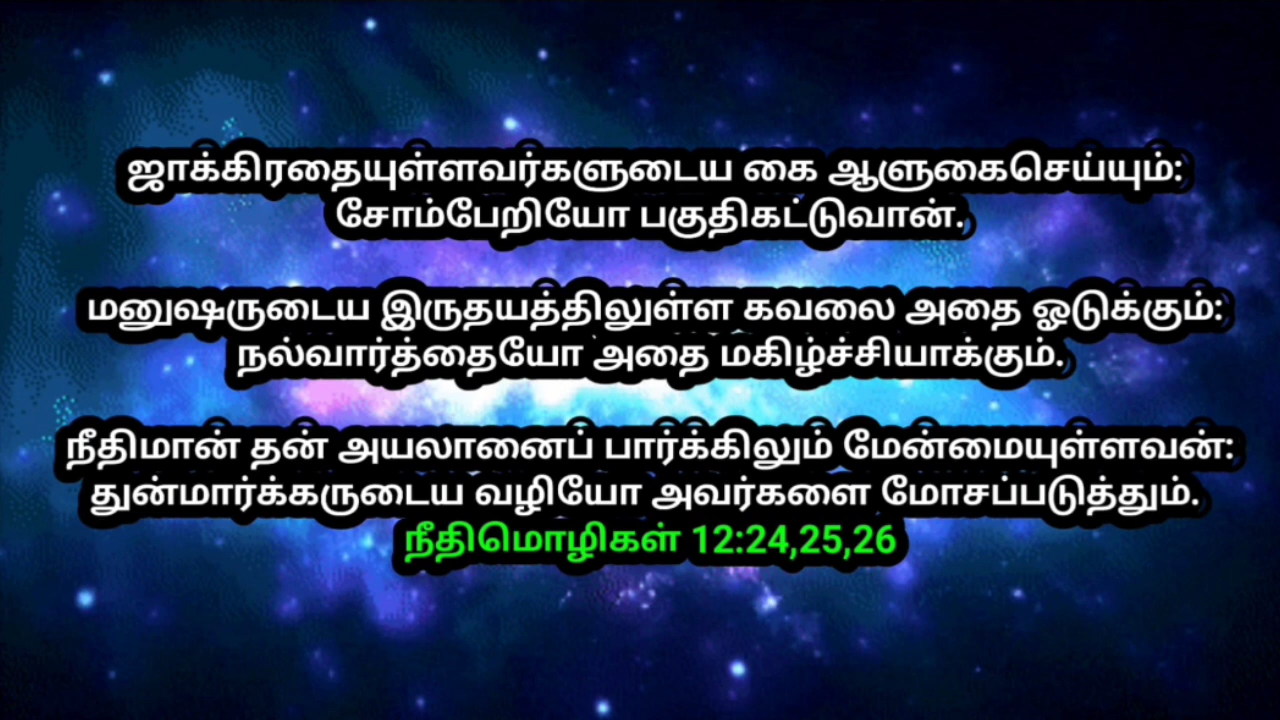 ஜாக்கிரதையுள்ளவர்களுடைய கை ஆளுகைசெய்யும்:
சோம்பேறியோ பகுதிகட்டுவான்.
மனுஷருடைய இருதயத்திலுள்ள கவலை அதை ஓடுக்கும்:
நல்வார்த்தையோ அதை மகிழ்ச்சியாக்கும்.
நீதிமான் தன் அயலானைப் பார்க்கிலும் மேன்மையுள்ளவன்:
துன்மார்க்கருடைய வழியோ அவர்களை மோசப்படுத்தும்.
நீதிமொழிகள் 12:24,25,26